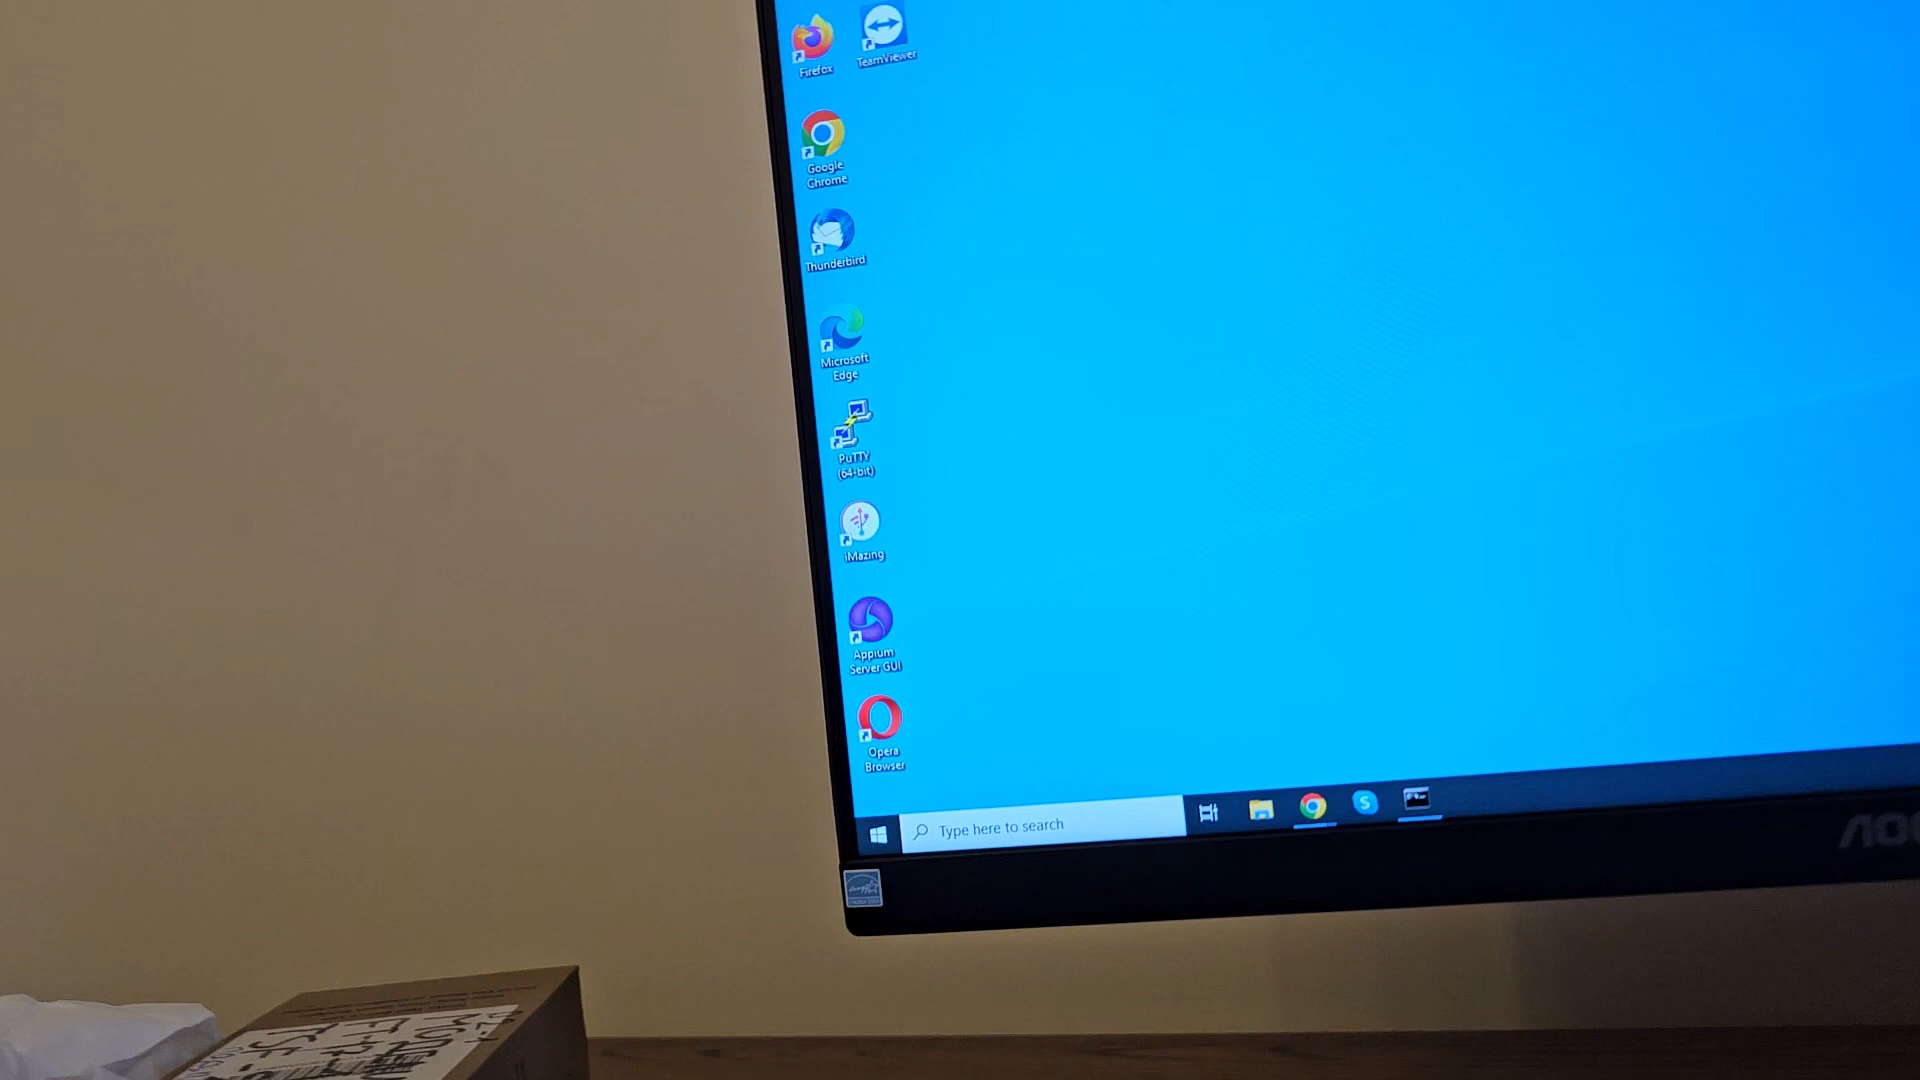 Firefox
TeamViewer
Google
Chrome
Thunderbird
Microsoft
Edge
PuTTY
(64-bit)
iMazing
Appium
Server GUI
Opera
Browser
Type here to search
S